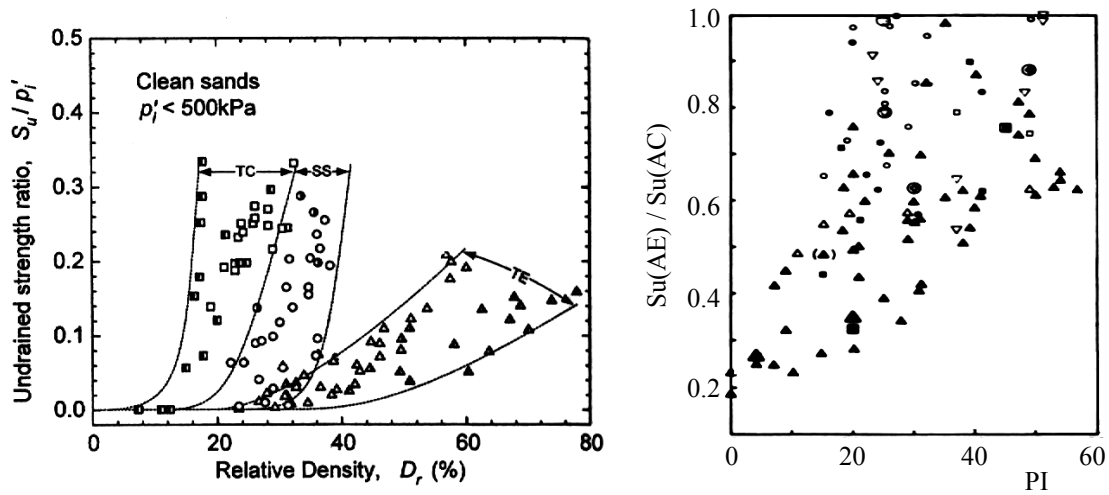 0.5
0.4
0.3
0.2
0.1
0.0
Undrained strength ratio, Su/p'i
Clean sands
p'i < 500kPa
TC
SS
TE
0
20
40
60
80
Relative Density, Dr (%)
1.0
0.8
0.6
0.4
0.2
Su(AE) / Su(AC)
0
20
40
60
PI